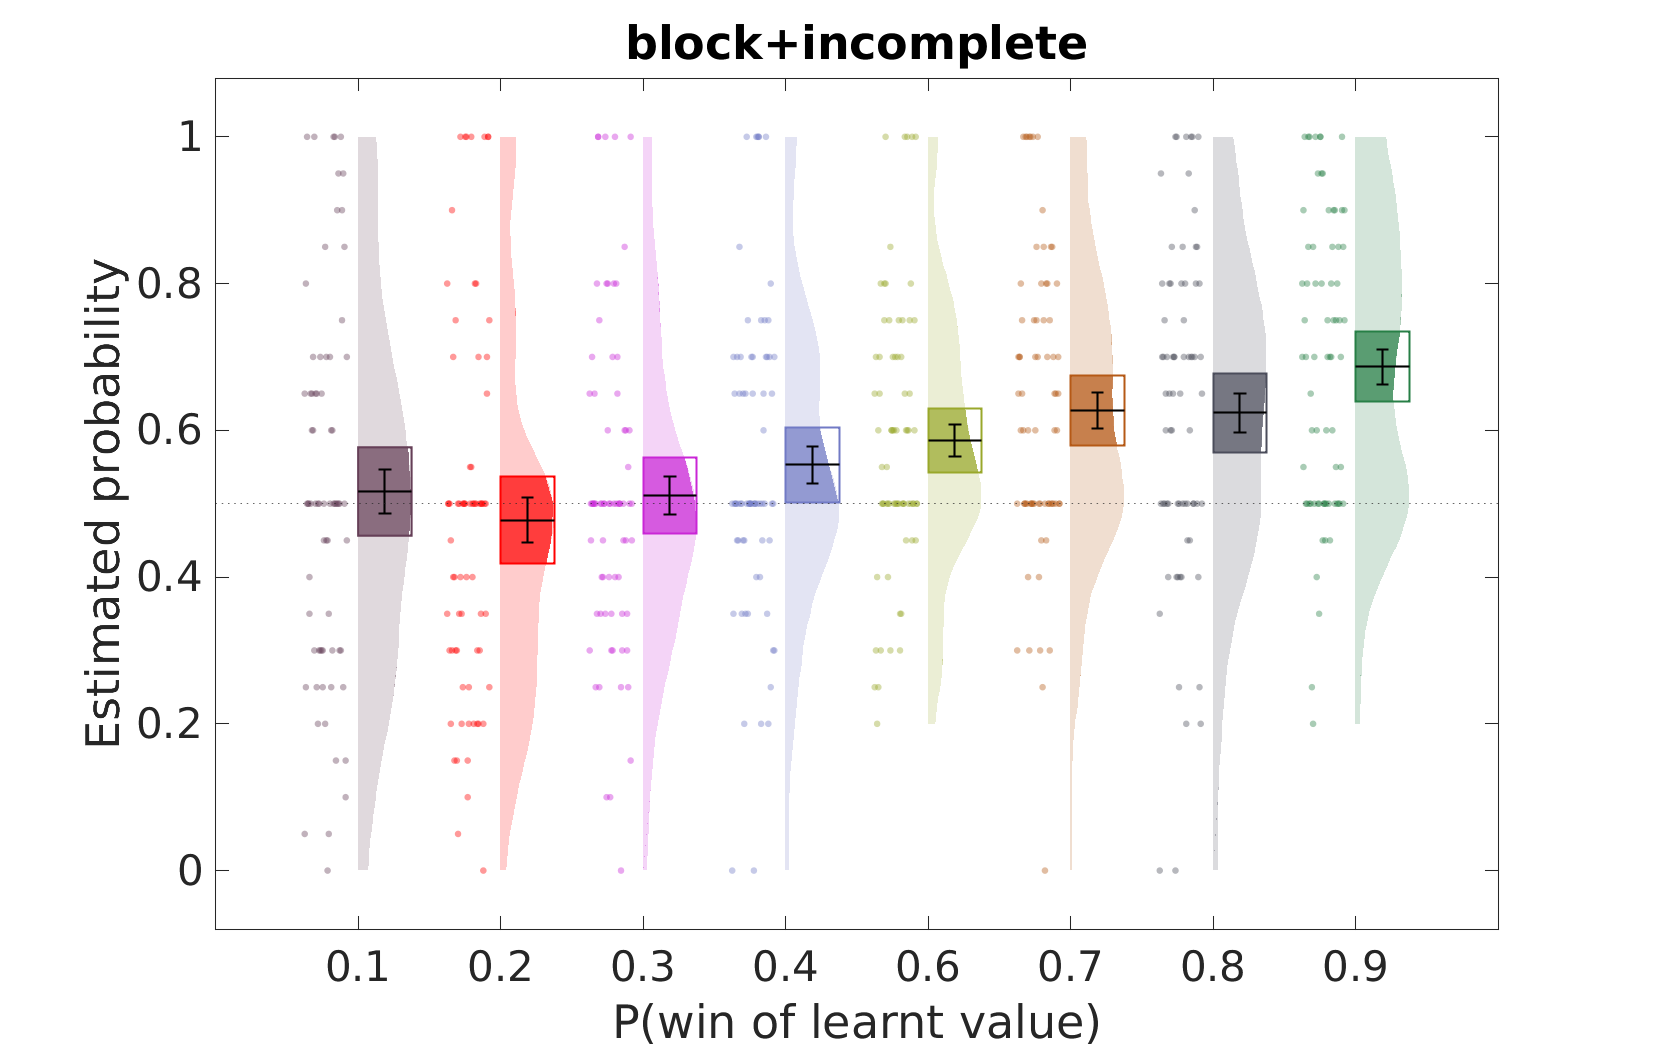 block+incomplete
Estimated probability
1
0.8
0.6
0.4
0.2
0
0.1 0.2 0.3 0.4 0.6 0.7 0.8 0.9
P(win of learnt value)